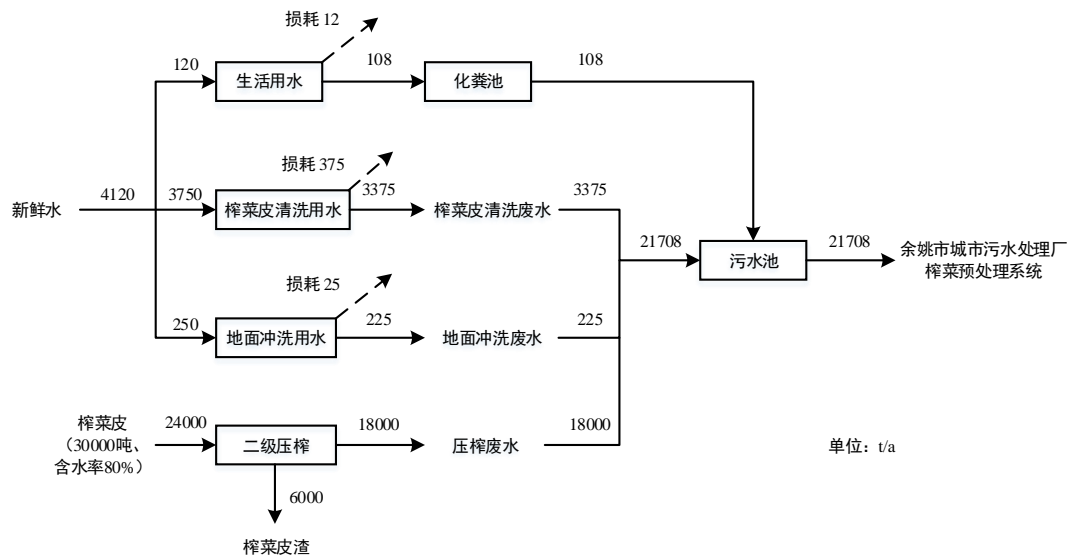 损耗 12
120
生活用水
108
化粪池
108
损耗 375
新鲜水
4120
3750
榨菜皮清洗用水
3375
榨菜皮清洗废水
3375
21708
污水池
21708
余姚市城市污水处理厂
榨菜预处理系统
损耗 25
250
地面冲洗用水
225
地面冲洗废水
225
榨菜皮
（30000吨、
含水率80%）
24000
二级压榨
18000
压榨废水
18000
单位：t/a
6000
榨菜皮渣